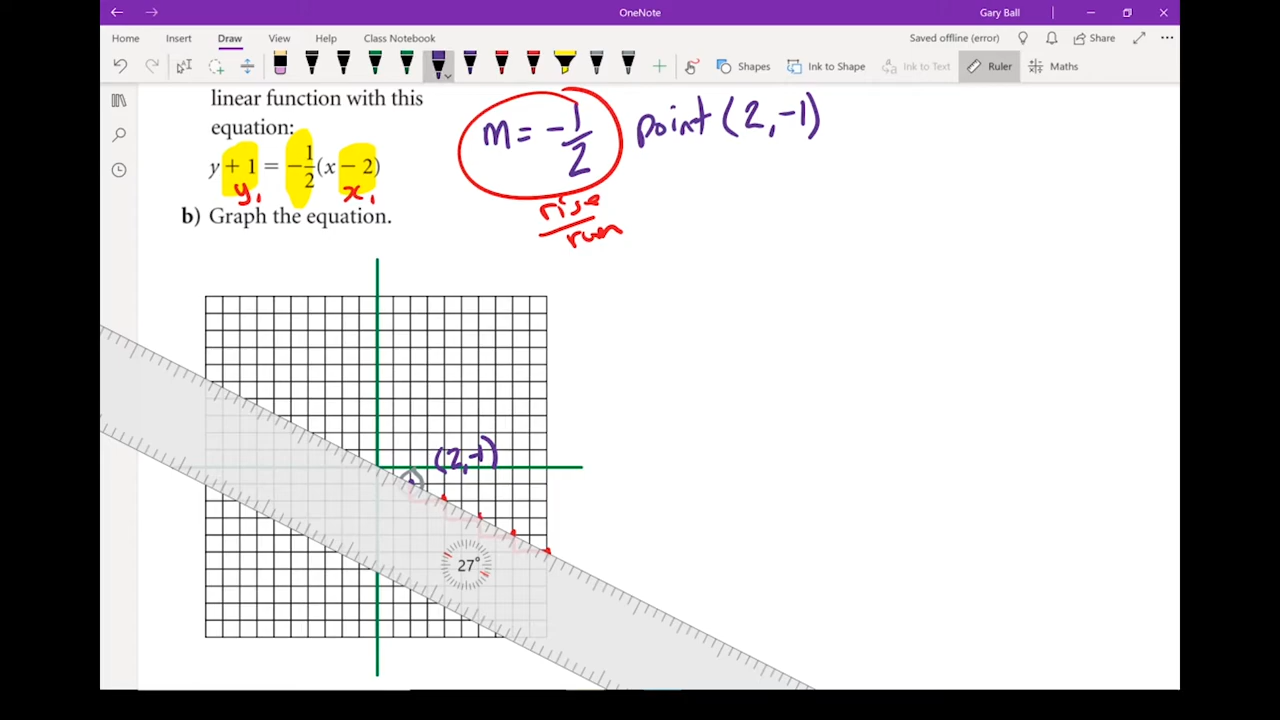 OneNote
Gary Ball
Home Insert Draw View Help Class Notebook
Saved offline (error)
Share
Shapes
Ink to Shape
Ink to Text
Ruler
Maths
linear function with this
equation:
y + 1 = -1/2(x - 2)
y₁ x₁
m = -1/2 point (2, -1)
rise/run
b) Graph the equation.
(2, -1)
27°